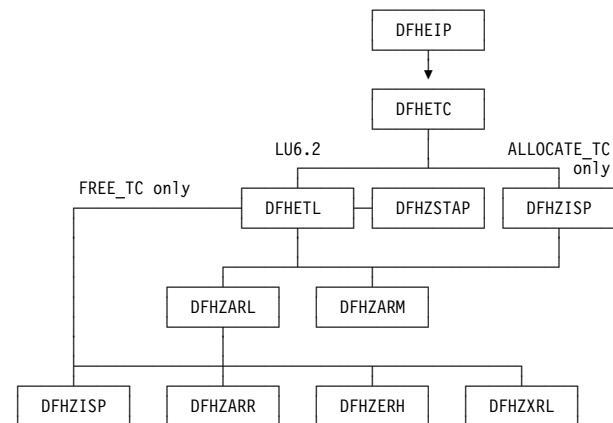 DFHEIP
DFHETC
LU6.2
ALLOCATE_TC
only
FREE_TC only
DFHETL
DFHZSTAP
DFHZISP
DFHZARL
DFHZARM
DFHZISP
DFHZARR
DFHZERH
DFHZXRL